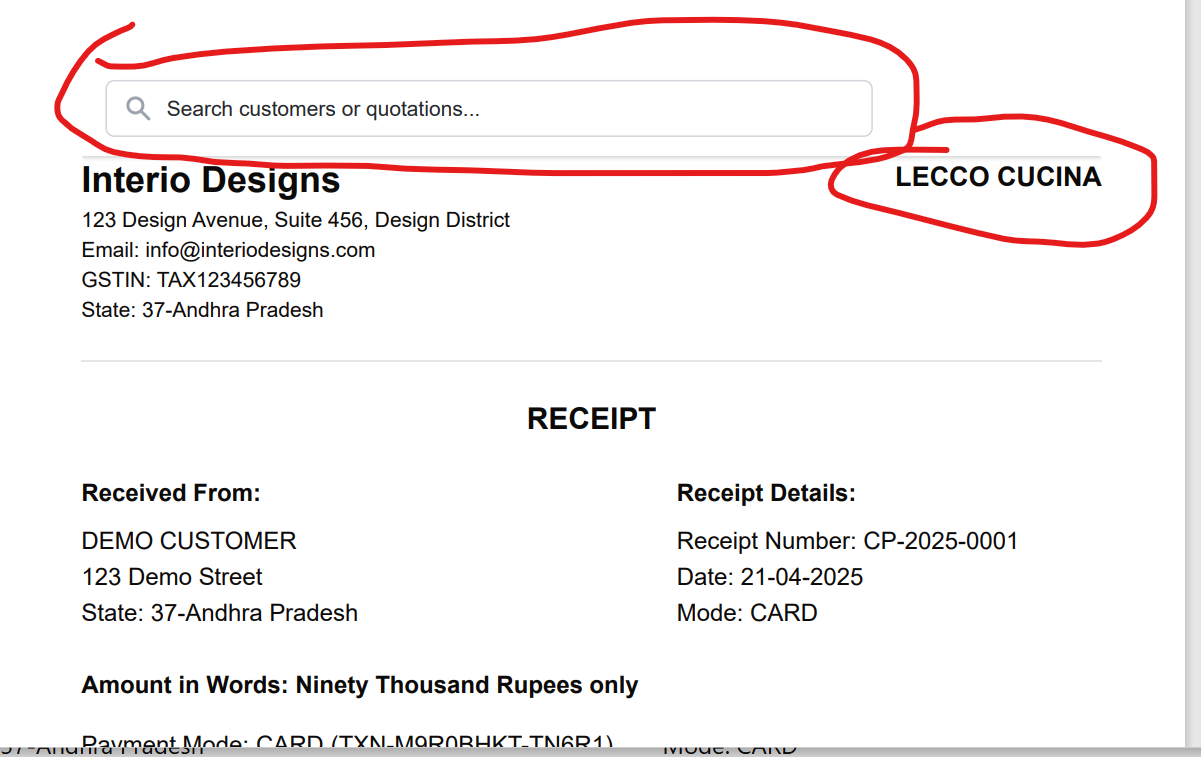 Search customers or quotations...
Interio Designs
LECCO CUCINA
123 Design Avenue, Suite 456, Design District
Email: info@interiodesigns.com
GSTIN: TAX123456789
State: 37-Andhra Pradesh
RECEIPT
Received From:
Receipt Details:
DEMO CUSTOMER
Receipt Number: CP-2025-0001
123 Demo Street
Date: 21-04-2025
State: 37-Andhra Pradesh
Mode: CARD
Amount in Words: Ninety Thousand Rupees only
Payment Mode: CARD (TXN-M9R0BHKT-TN6R1)
37-Andhra Pradesh
Mode: CARD